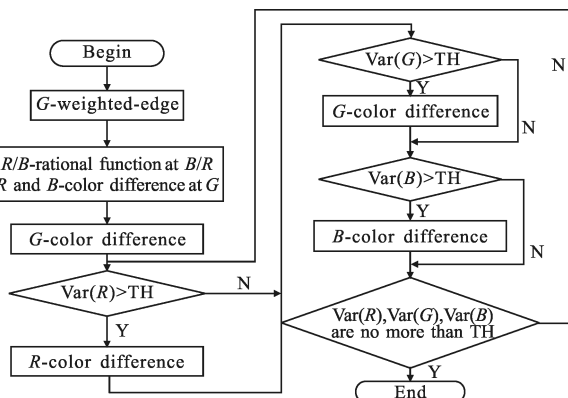 Begin
G-weighted-edge
R/B-rational function at B/R
R and B-color difference at G
G-color difference
Var(R)>TH
N
Y
R-color difference
Var(G)>TH
Y
G-color difference
N
Var(B)>TH
Y
B-color difference
N
Var(R),Var(G),Var(B)
are no more than TH
N
Y
End